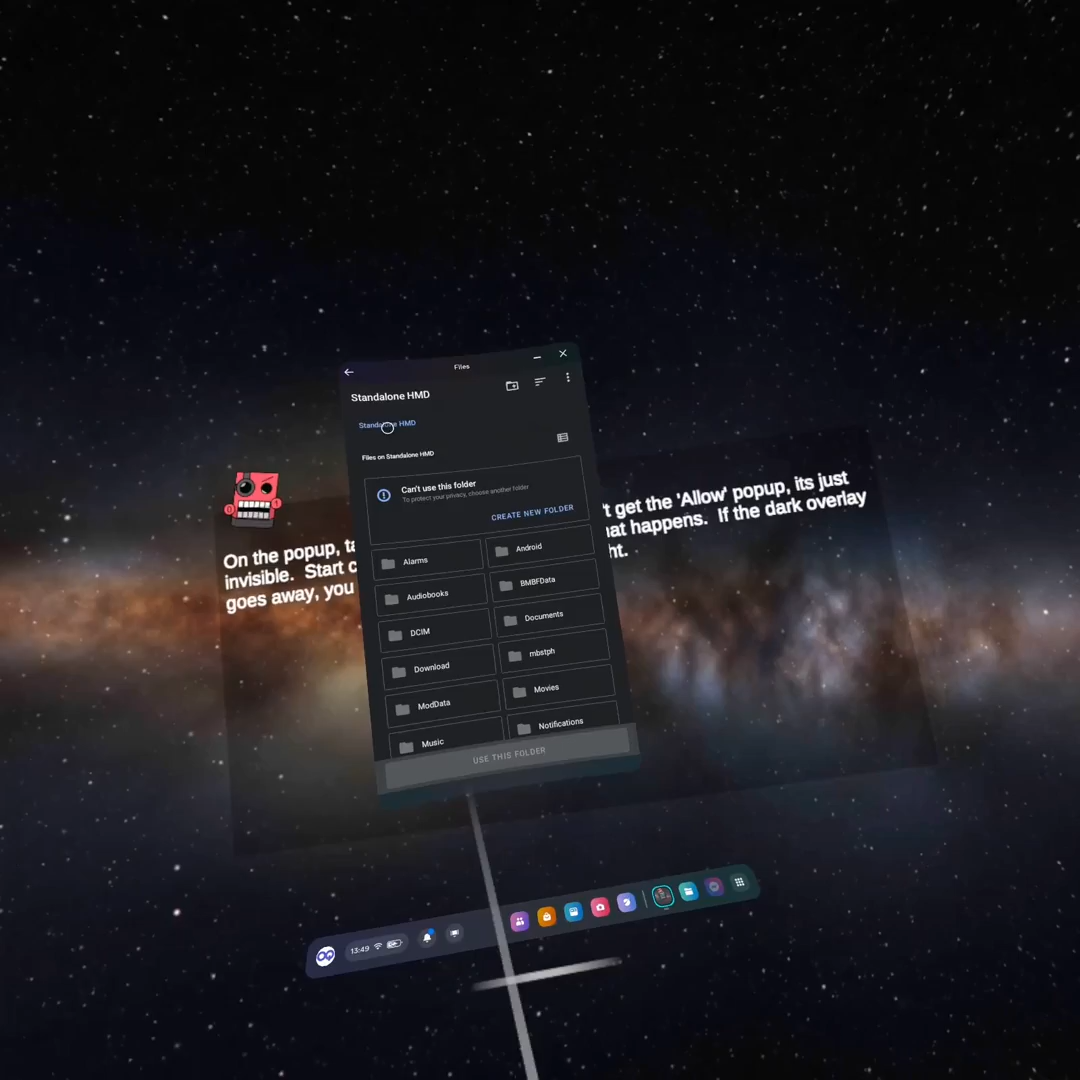 Files
Standalone HMD
Standalone HMD
Files on Standalone HMD
Can't use this folder
To protect your privacy, choose another folder
CREATE NEW FOLDER
Alarms
Android
Audiobooks
BMBFData
DCIM
Documents
Download
mbstph
ModData
Movies
Music
Notifications
USE THIS FOLDER
On the popup, ta
invisible. Start c
goes away, you
't get the 'Allow' popup, its just
at happens. If the dark overlay
ht.
13:49